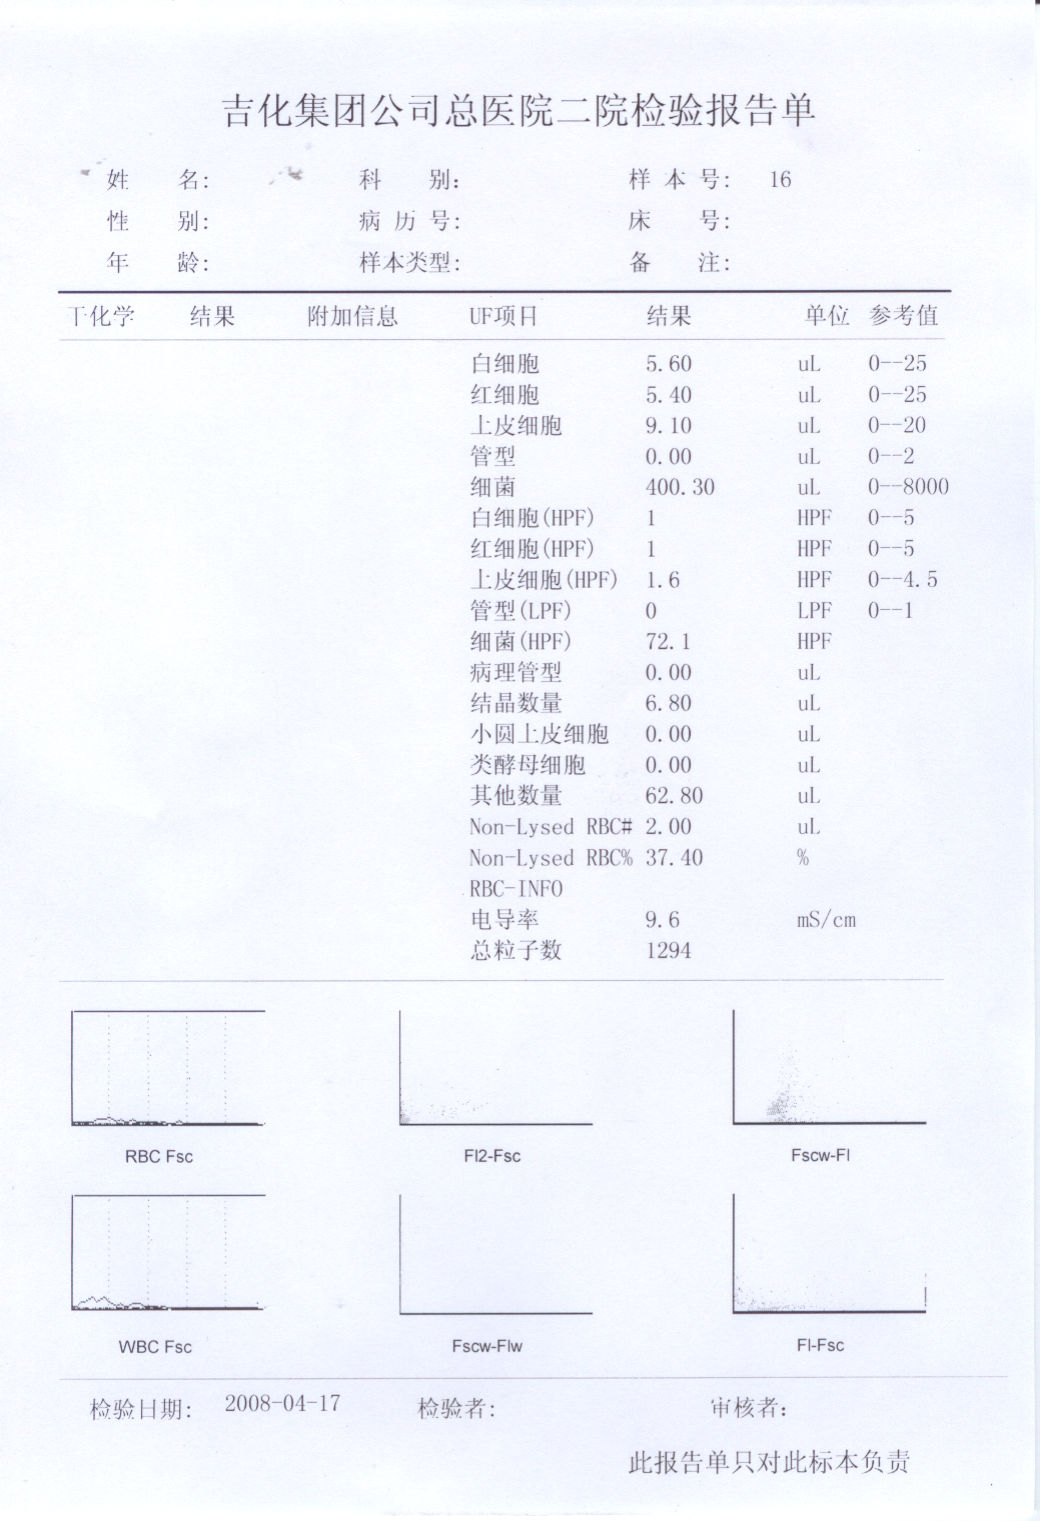 吉化集团公司总医院二院检验报告单
姓 名: 科 别: 样本号: 16
性 别: 病历号: 床 号:
年 龄: 样本类型: 备 注:
干化学 结果 附加信息 UF项目 结果 单位 参考值
白细胞 5.60 uL 0--25
红细胞 5.40 uL 0--25
上皮细胞 9.10 uL 0--20
管型 0.00 uL 0--2
细菌 400.30 uL 0--8000
白细胞(HPF) 1 HPF 0--5
红细胞(HPF) 1 HPF 0--5
上皮细胞(HPF) 1.6 HPF 0--4.5
管型(LPF) 0 LPF 0--1
细菌(HPF) 72.1 HPF
病理管型 0.00 uL
结晶数量 6.80 uL
小圆上皮细胞 0.00 uL
类酵母细胞 0.00 uL
其他数量 62.80 uL
Non-Lysed RBC# 2.00 uL
Non-Lysed RBC% 37.40 %
RBC-INFO
电导率 9.6 mS/cm
总粒子数 1294
RBC Fsc Fl2-Fsc Fscw-Fl
WBC Fsc Fscw-Flw Fl-Fsc
检验日期: 2008-04-17 检验者: 审核者:
此报告单只对此标本负责